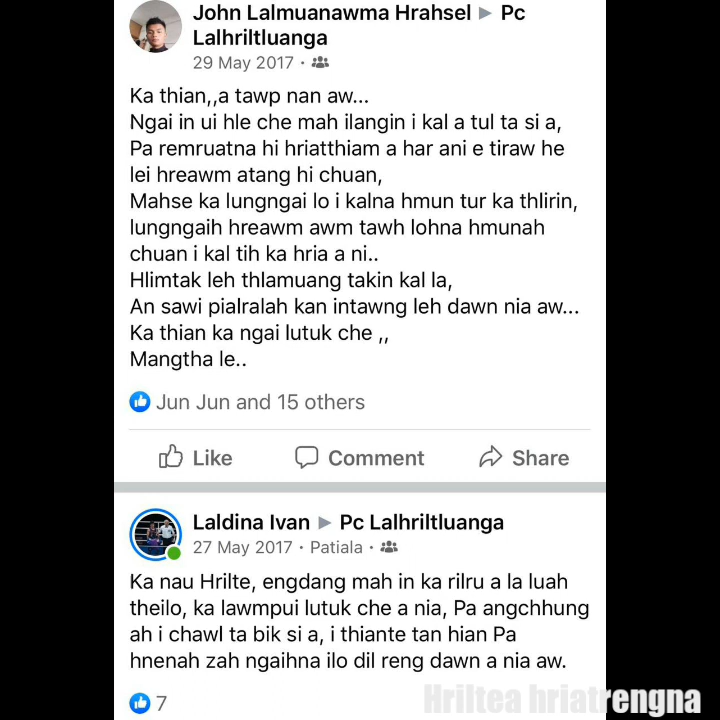 John Lalmuanawma Hrahsel ▸ Pc
Lalhriltluanga
29 May 2017 ·
Ka thian,,a tawp nan aw...
Ngai in ui hle che mah ilangin i kal a tul ta si a,
Pa remruatna hi hriatthiam a har ani e tiraw he
lei hreawm atang hi chuan,
Mahse ka lungngai lo i kalna hmun tur ka thlirin,
lungngaih hreawm awm tawh lohna hmunah
chuan i kal tih ka hria a ni..
Hlimtak leh thlamuang takin kal la,
An sawi pialralah kan intawng leh dawn nia aw...
Ka thian ka ngai lutuk che ,,
Mangtha le..
Jun Jun and 15 others
Like Comment Share
Laldina Ivan ▸ Pc Lalhriltluanga
27 May 2017 · Patiala ·
Ka nau Hrilte, engdang mah in ka rilru a la luah
theilo, ka lawmpui lutuk che a nia, Pa angchhung
ah i chawl ta bik si a, i thiante tan hian Pa
hnenah zah ngaihna ilo dil reng dawn a nia aw.
7
Hriltea hriatrengna